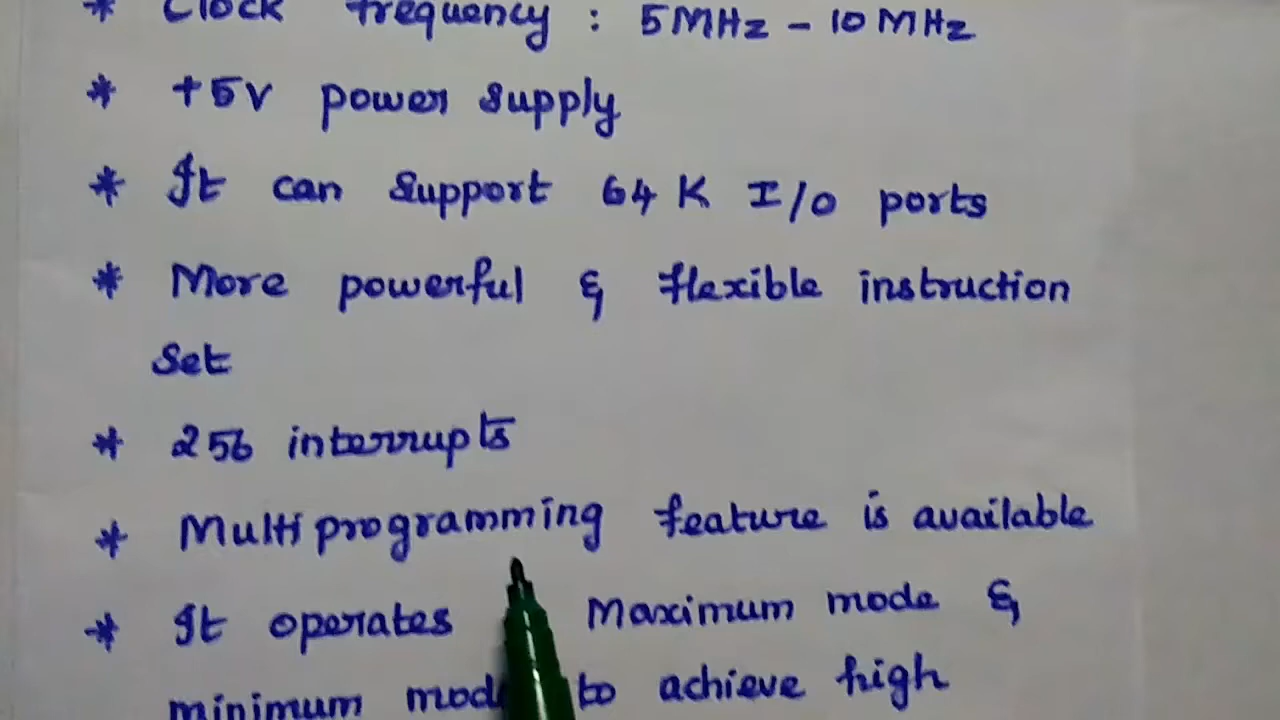 * Clock frequency : 5MHz - 10MHz
* +5V power supply
* It can support 64K I/O ports
* More powerful & flexible instruction
set
* 256 interrupts
* Multiprogramming feature is available
* It operates Maximum mode &
minimum mode to achieve high